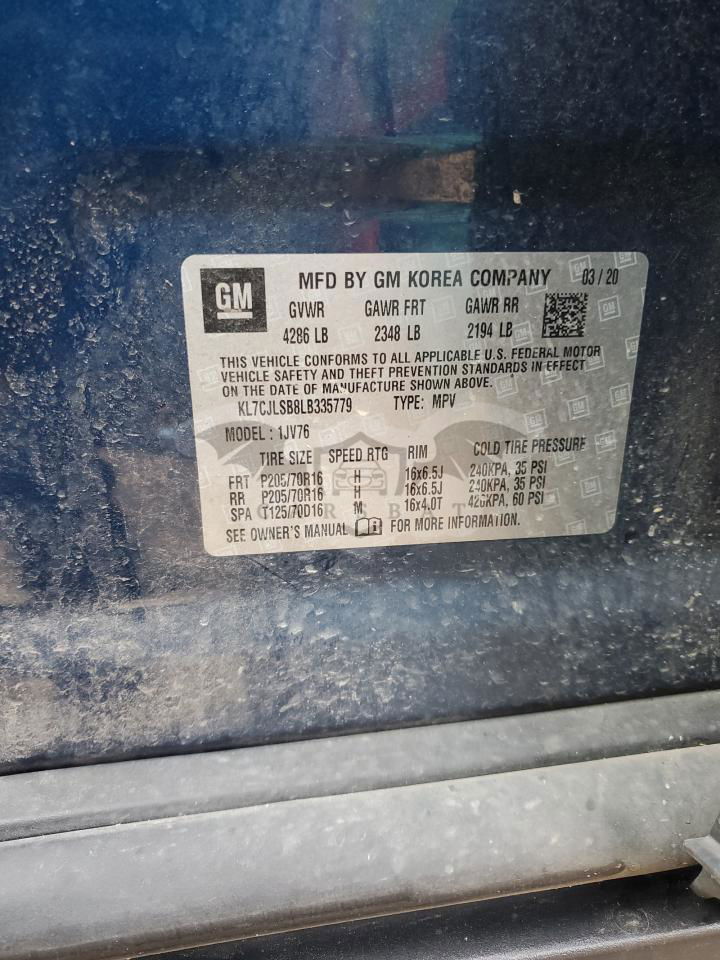 GM
MFD BY GM KOREA COMPANY 03/20
GVWR GAWR FRT GAWR RR
4286 LB 2348 LB 2194 LB
THIS VEHICLE CONFORMS TO ALL APPLICABLE U.S. FEDERAL MOTOR
VEHICLE SAFETY AND THEFT PREVENTION STANDARDS IN EFFECT
ON THE DATE OF MANUFACTURE SHOWN ABOVE.
KL7CJLSB8LB335779 TYPE: MPV
MODEL : 1JV76
TIRE SIZE SPEED RTG RIM COLD TIRE PRESSURE
FRT P205/70R16 H 16x6.5J 240KPA, 35 PSI
RR P205/70R16 H 16x6.5J 240KPA, 35 PSI
SPA T125/70D16 M 16x4.0T 420KPA, 60 PSI
SEE OWNER'S MANUAL FOR MORE INFORMATION.